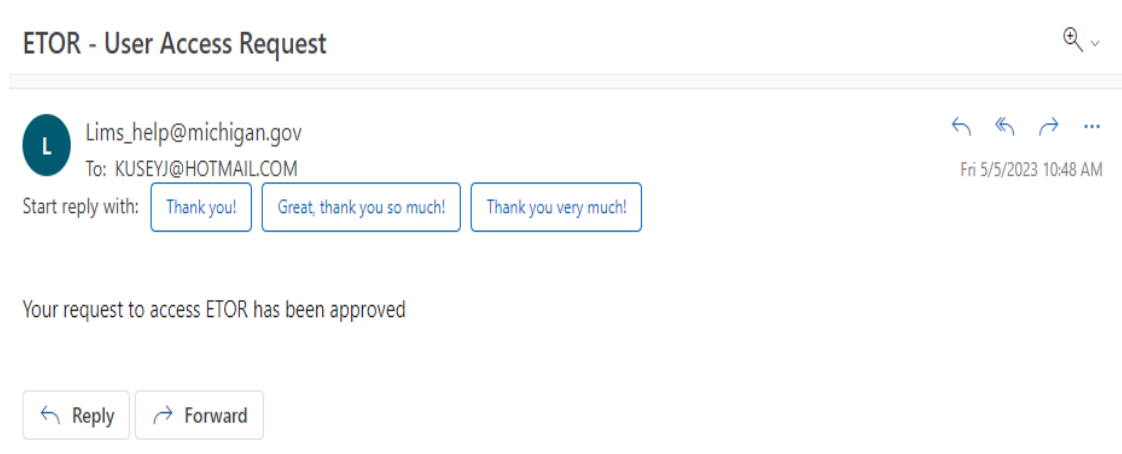 ETOR - User Access Request
L
Lims_help@michigan.gov
To: KUSEYJ@HOTMAIL.COM
Fri 5/5/2023 10:48 AM
Start reply with: Thank you! Great, thank you so much! Thank you very much!
Your request to access ETOR has been approved
Reply Forward